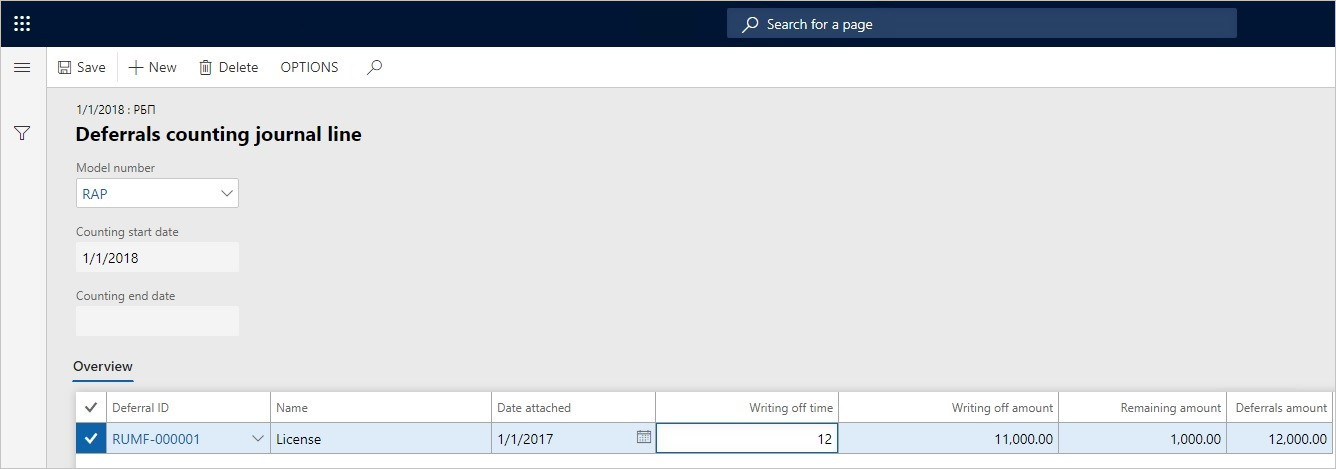 Search for a page
Save New Delete OPTIONS
1/1/2018 : РБП
Deferrals counting journal line
Model number
RAP
Counting start date
1/1/2018
Counting end date
Overview
Deferral ID Name Date attached Writing off time Writing off amount Remaining amount Deferrals amount
RUMF-000001 License 1/1/2017 12 11,000.00 1,000.00 12,000.00